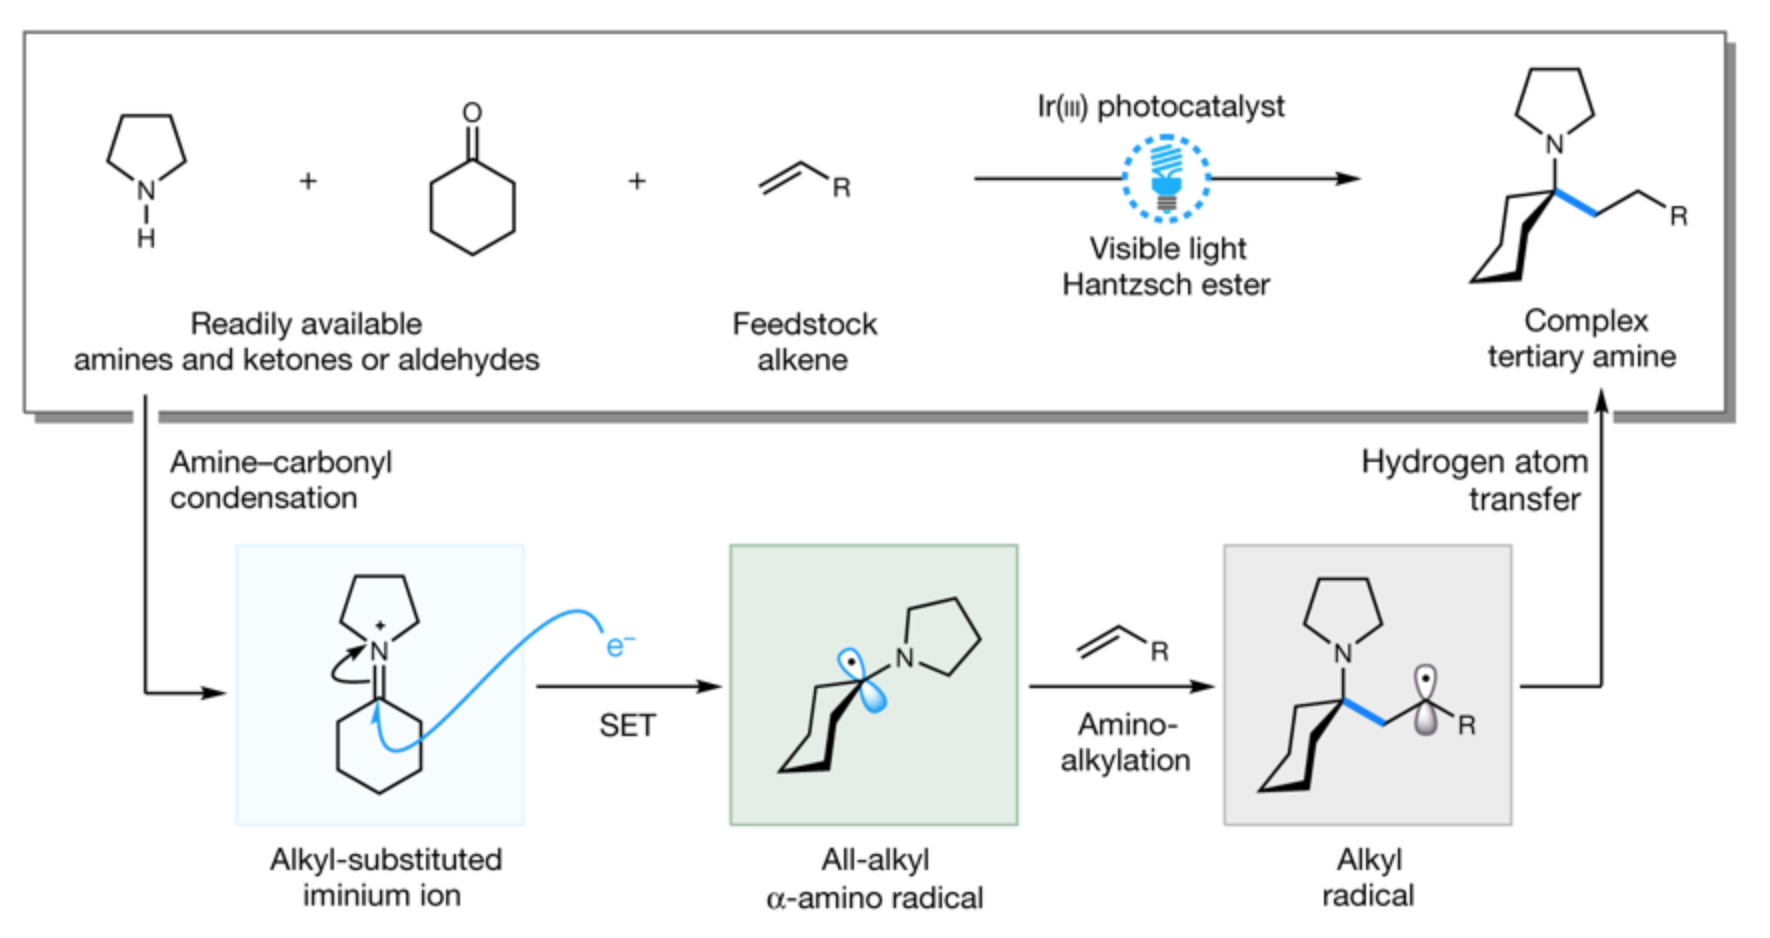 N
H
+
O
+
R
Ir(III) photocatalyst
Visible light
Hantzsch ester
N
R
Readily available
amines and ketones or aldehydes
Feedstock
alkene
Complex
tertiary amine
Amine–carbonyl
condensation
Hydrogen atom
transfer
+
N
e–
SET
N
R
Amino-
alkylation
N
R
Alkyl-substituted
iminium ion
All-alkyl
α-amino radical
Alkyl
radical